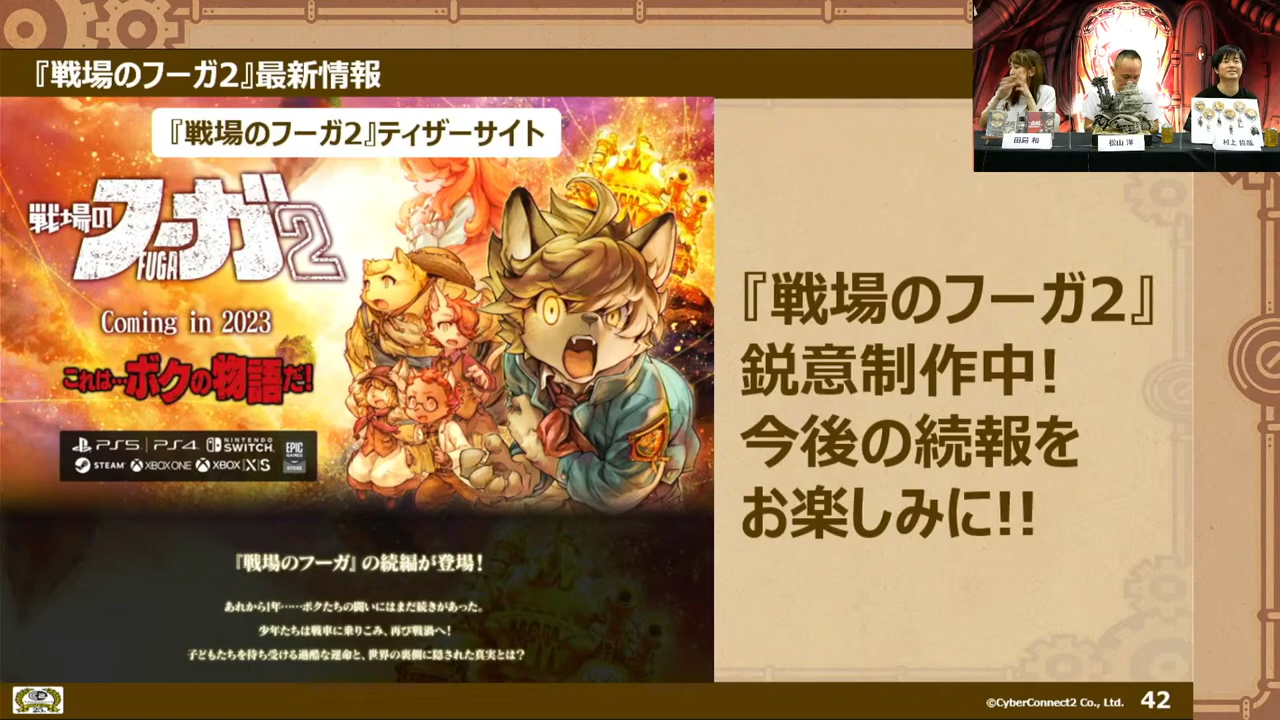 『戦場のフーガ2』最新情報
『戦場のフーガ2』ティザーサイト
戦場の
フーガ2
FUGA
Coming in 2023
これは…ボクの物語だ!
PS5 | PS4 NINTENDO SWITCH EPIC GAMES STORE
STEAM XBOX ONE XBOX X|S
『戦場のフーガ』の続編が登場!
あれから1年……ボクたちの闘いにはまだ続きがあった。
少年たちは戦車に乗りこみ、再び戦禍へ!
子どもたちを待ち受ける過酷な運命と、世界の裏側に隠された真実とは?
『戦場のフーガ2』
鋭意制作中!
今後の続報を
お楽しみに!!
松山 洋
©CyberConnect2 Co., Ltd. 42